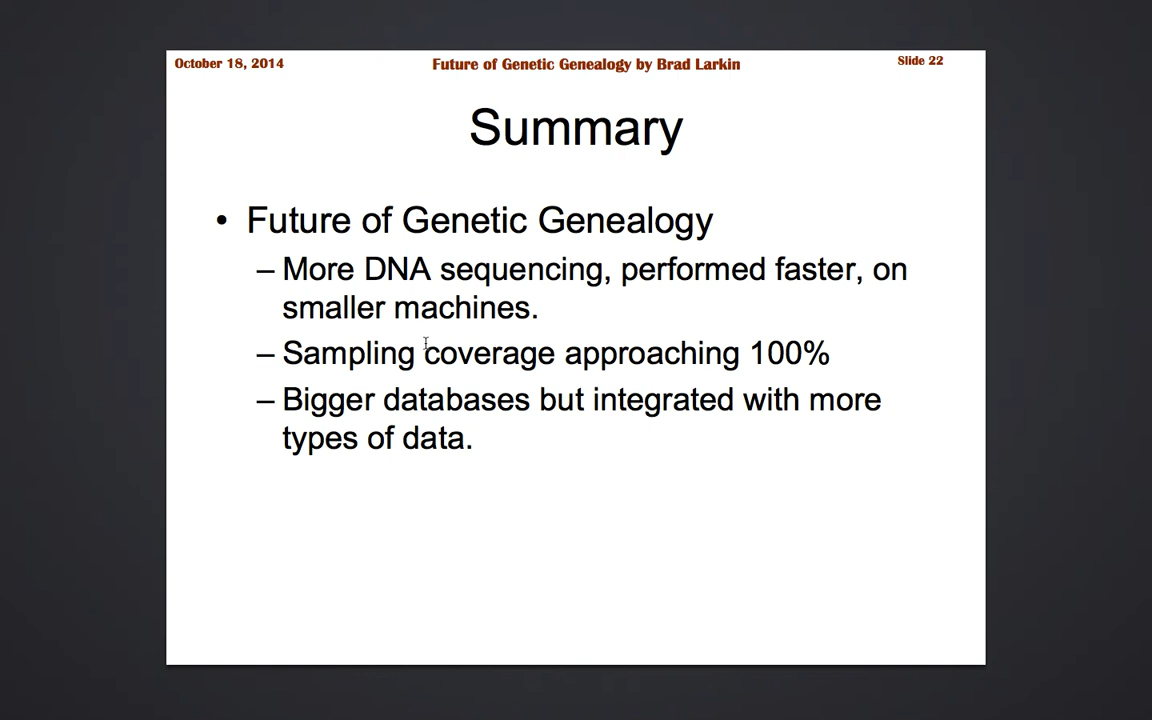 October 18, 2014
Future of Genetic Genealogy by Brad Larkin
Slide 22
Summary
• Future of Genetic Genealogy
– More DNA sequencing, performed faster, on
smaller machines.
– Sampling coverage approaching 100%
– Bigger databases but integrated with more
types of data.